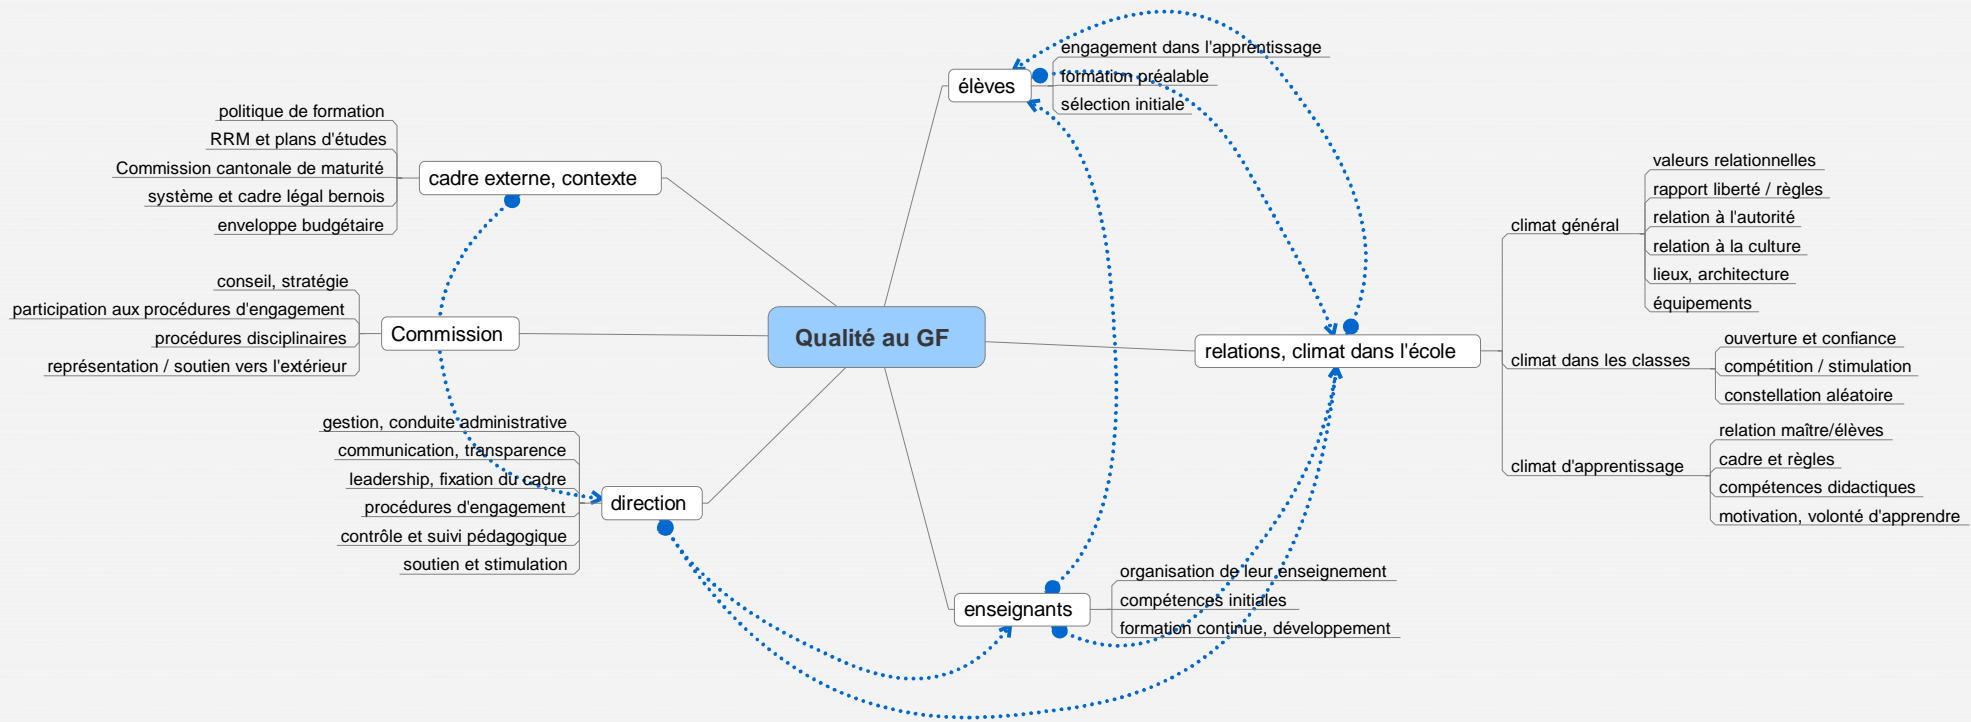 Qualité au GF
élèves
engagement dans l'apprentissage
formation préalable
sélection initiale
relations, climat dans l'école
climat général
valeurs relationnelles
rapport liberté / règles
relation à l'autorité
relation à la culture
lieux, architecture
équipements
climat dans les classes
ouverture et confiance
compétition / stimulation
constellation aléatoire
climat d'apprentissage
relation maître/élèves
cadre et règles
compétences didactiques
motivation, volonté d'apprendre
enseignants
organisation de leur enseignement
compétences initiales
formation continue, développement
direction
gestion, conduite administrative
communication, transparence
leadership, fixation du cadre
procédures d'engagement
contrôle et suivi pédagogique
soutien et stimulation
Commission
conseil, stratégie
participation aux procédures d'engagement
procédures disciplinaires
représentation / soutien vers l'extérieur
cadre externe, contexte
politique de formation
RRM et plans d'études
Commission cantonale de maturité
système et cadre légal bernois
enveloppe budgétaire